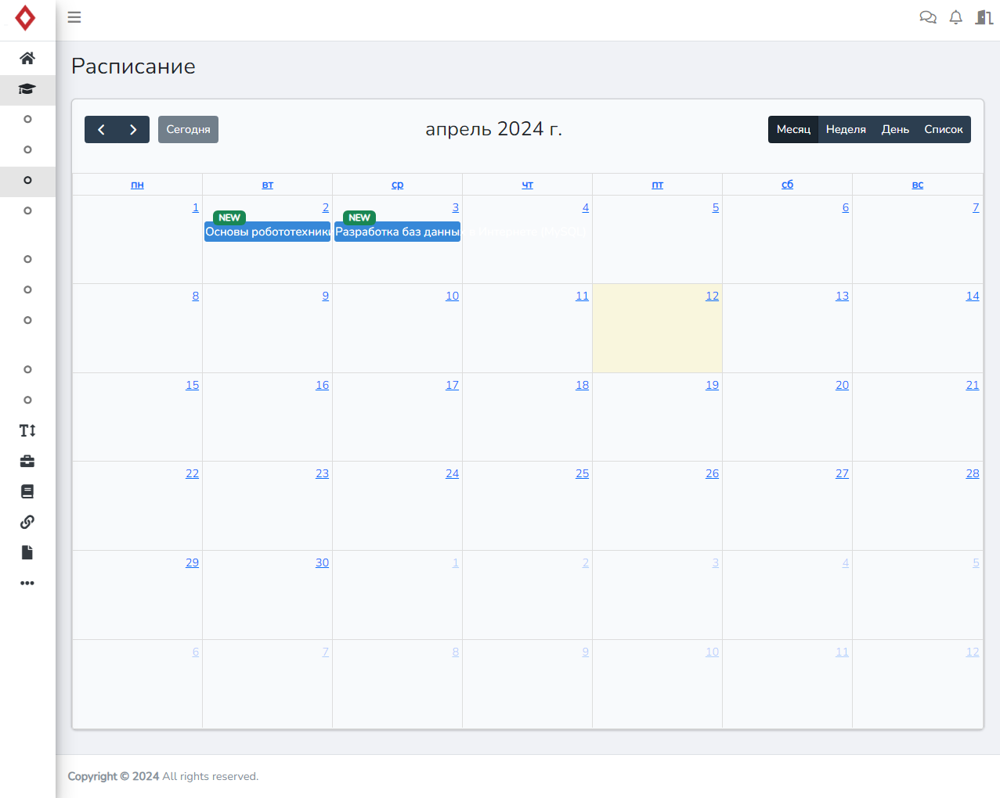 Расписание
Сегодня
апрель 2024 г.
Месяц Неделя День Список
пн вт ср чт пт сб вс
1 2 3 4 5 6 7
NEW NEW
Основы робототехники Разработка баз данных в Интернете (MySQL)
8 9 10 11 12 13 14
15 16 17 18 19 20 21
22 23 24 25 26 27 28
29 30 1 2 3 4 5
6 7 8 9 10 11 12
Copyright © 2024 All rights reserved.